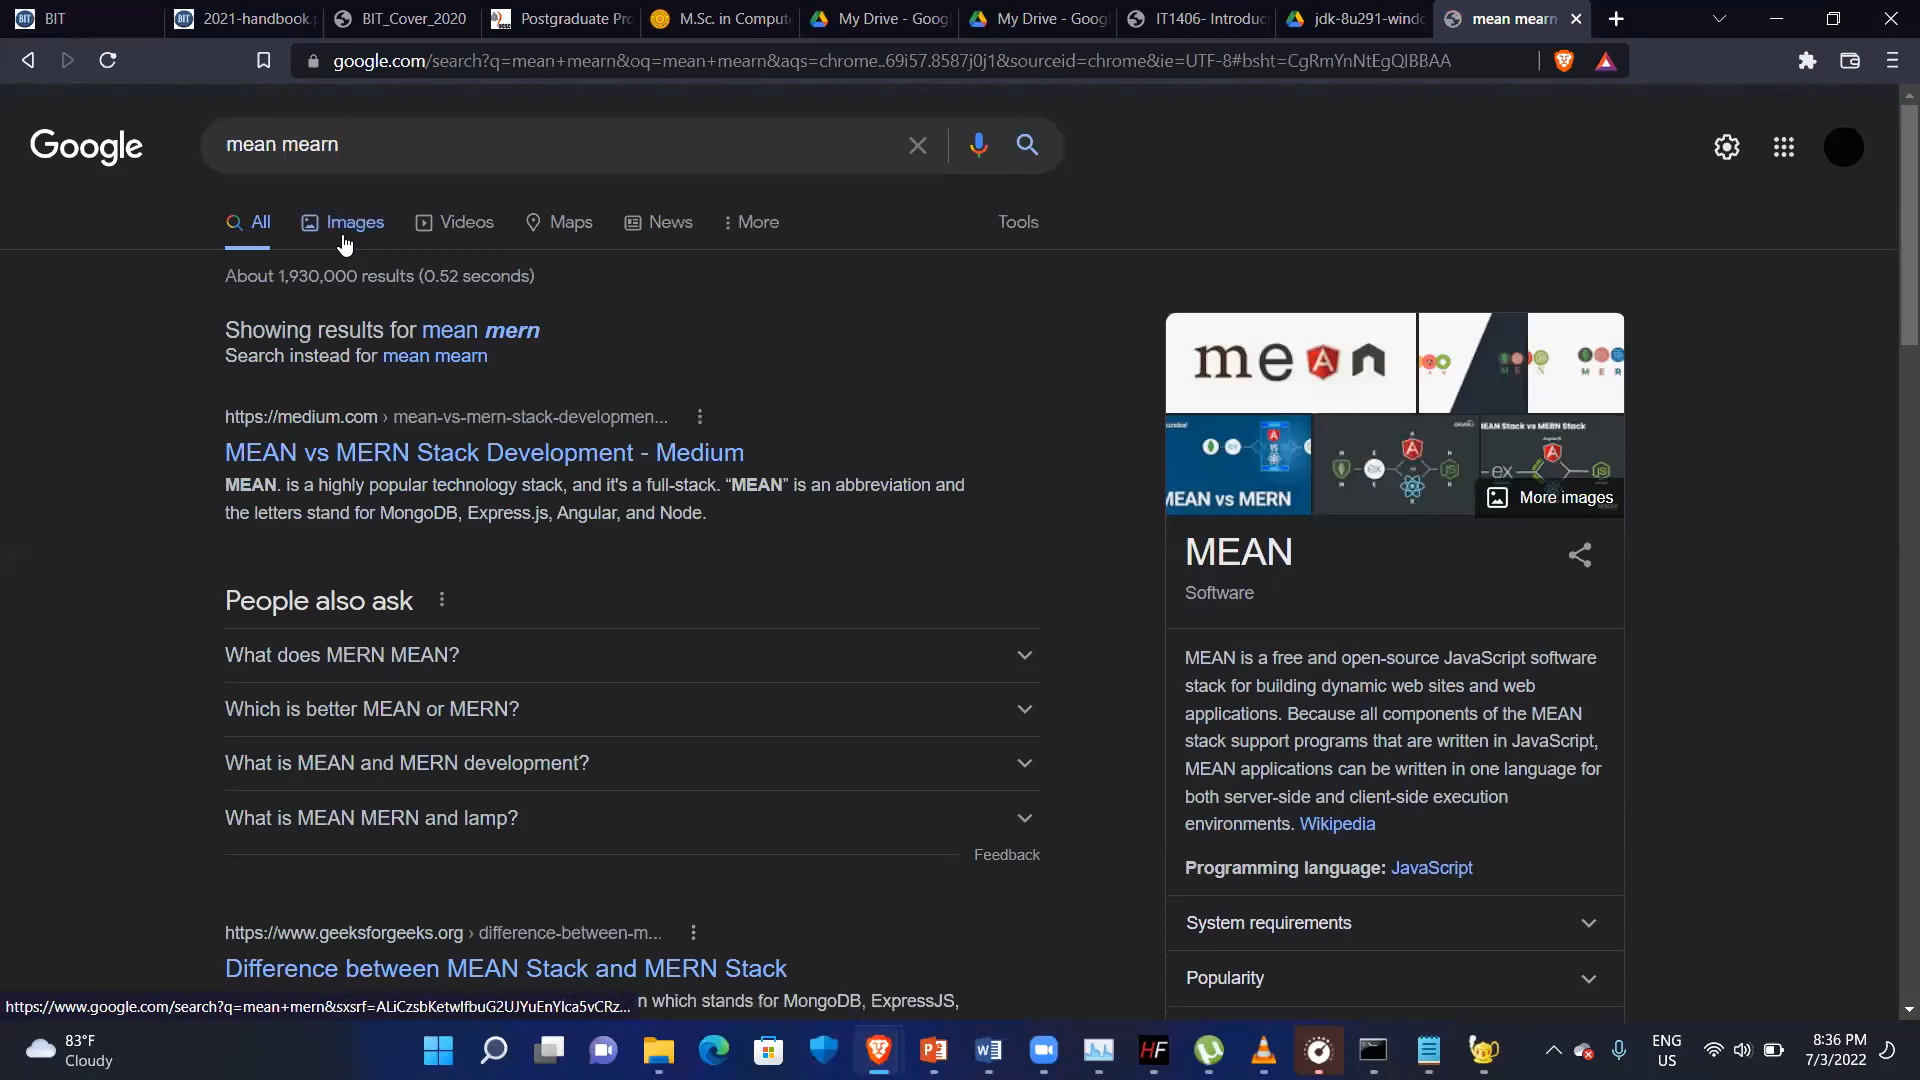 BIT
2021-handbook.
BIT_Cover_2020
Postgraduate Pro
M.Sc. in Comput
My Drive - Goog
My Drive - Goog
IT1406- Introduc
jdk-8u291-windo
mean mearn
google.com/search?q=mean+mearn&oq=mean+mearn&aqs=chrome..69i57.8587j0j1&sourceid=chrome&ie=UTF-8#bsht=CgRmYnNtEgQIBBAA
Google
mean mearn
All
Images
Videos
Maps
News
More
Tools
About 1,930,000 results (0.52 seconds)
Showing results for mean mern
Search instead for mean mearn
https://medium.com › mean-vs-mern-stack-developmen...
MEAN vs MERN Stack Development - Medium
MEAN. is a highly popular technology stack, and it's a full-stack. “MEAN” is an abbreviation and
the letters stand for MongoDB, Express.js, Angular, and Node.
People also ask
What does MERN MEAN?
Which is better MEAN or MERN?
What is MEAN and MERN development?
What is MEAN MERN and lamp?
Feedback
https://www.geeksforgeeks.org › difference-between-m...
Difference between MEAN Stack and MERN Stack
n which stands for MongoDB, ExpressJS,
https://www.google.com/search?q=mean+mern&sxsrf=ALiCzsbKetwIfbuG2UJYuEnYIca5vCRz...
me n
M E R
MEAN vs MERN
MEAN Stack vs MERN Stack
More images
MEAN
Software
MEAN is a free and open-source JavaScript software
stack for building dynamic web sites and web
applications. Because all components of the MEAN
stack support programs that are written in JavaScript,
MEAN applications can be written in one language for
both server-side and client-side execution
environments. Wikipedia
Programming language: JavaScript
System requirements
Popularity
83°F
Cloudy
ENG
US
8:36 PM
7/3/2022